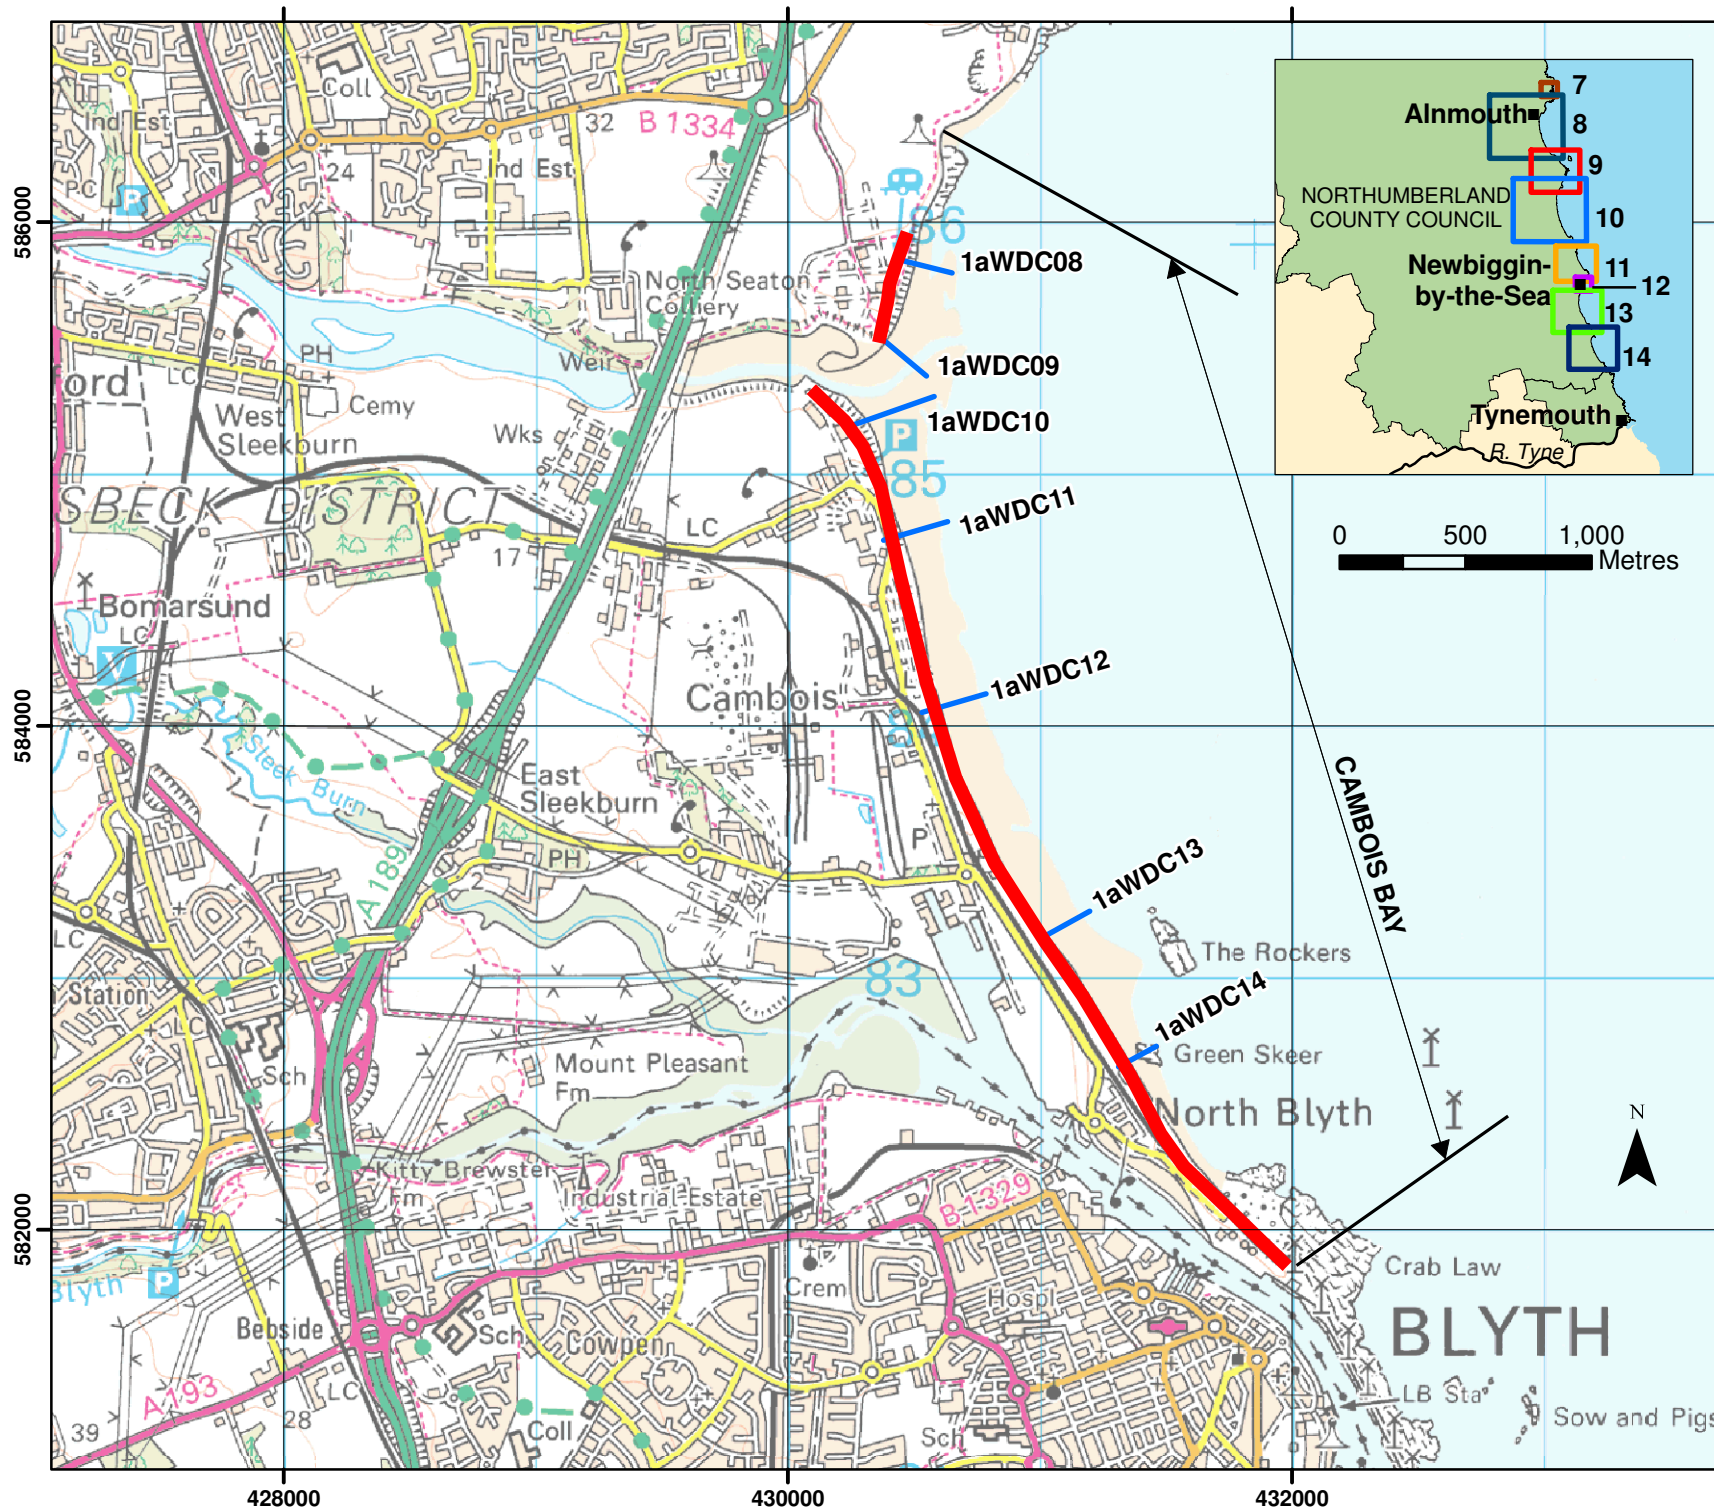 Coll
Ind Est
32
B 1334
24
Ind Est
PC
P
586000
86
1aWDC08
North Seaton
Colliery
Weir
PH
LC
1aWDC09
ord
Cemy
West
Sleekburn
Wks
1aWDC10
P
85
SBECK DISTRICT
1aWDC11
LC
17
Bomarsund
LC
V
1aWDC12
Cambois
584000
Sleek Burn
East
Sleekburn
CAMBOIS BAY
P
PH
A 189
1aWDC13
LC
The Rockers
83
Station
1aWDC14
LC
Green Skeer
Mount Pleasant
Fm
10
Sch
North Blyth
N
Kitty Brewster
Fm
Industrial Estate
B 1329
582000
Blyth
P
Crem
Crab Law
Hospl
BLYTH
Bebside
Sch
Cowpen
LC
A 193
LB Sta
28
39
Coll
Sch
Sow and Pigs
428000
430000
432000
7
Alnmouth
8
9
NORTHUMBERLAND
COUNTY COUNCIL
10
Newbiggin-
by-the-Sea
11
12
13
14
Tynemouth
R. Tyne
0 500 1,000
Metres